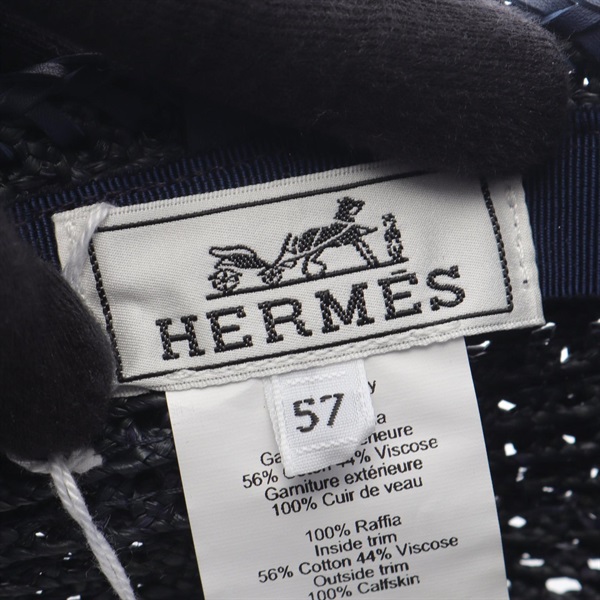 HERMÈS
57
56% Coton 44% Viscose
Garniture extérieure
100% Cuir de veau
100% Raffia
Inside trim
56% Cotton 44% Viscose
Outside trim
100% Calfskin